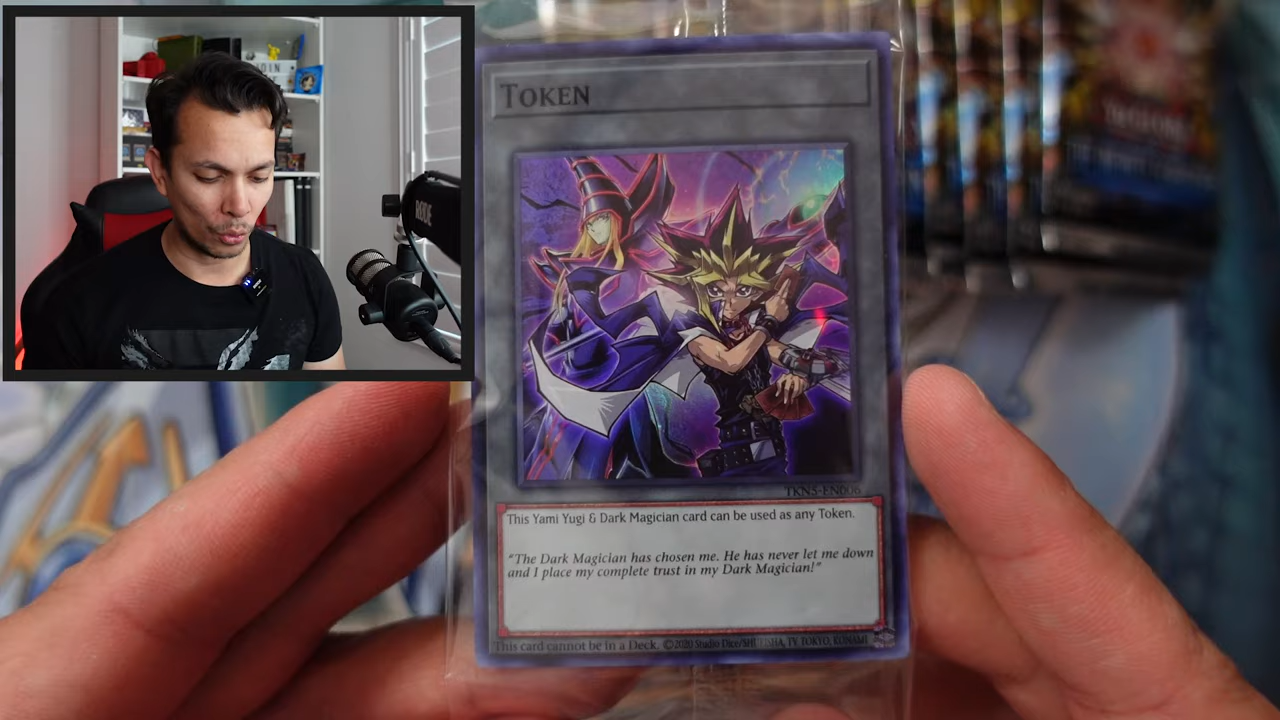 RODE
TOKEN
TKN5-EN006
This Yami Yugi & Dark Magician card can be used as any Token.
"The Dark Magician has chosen me. He has never let me down
and I place my complete trust in my Dark Magician!"
This card cannot be in a Deck. ©2020 Studio Dice/SHUEISHA, TV TOKYO, KONAMI